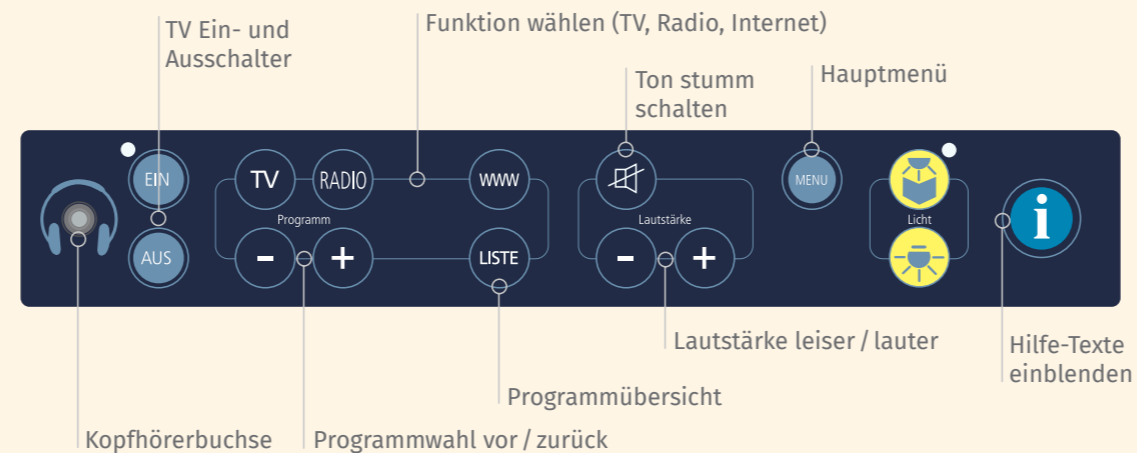 TV Ein- und
Ausschalter
Funktion wählen (TV, Radio, Internet)
Ton stumm
schalten
Hauptmenü
EIN
TV
RADIO
WWW
MENU
Programm
Lautstärke
Licht
i
AUS
-
+
LISTE
-
+
Lautstärke leiser / lauter
Hilfe-Texte
einblenden
Programmübersicht
Kopfhörerbuchse
Programmwahl vor / zurück